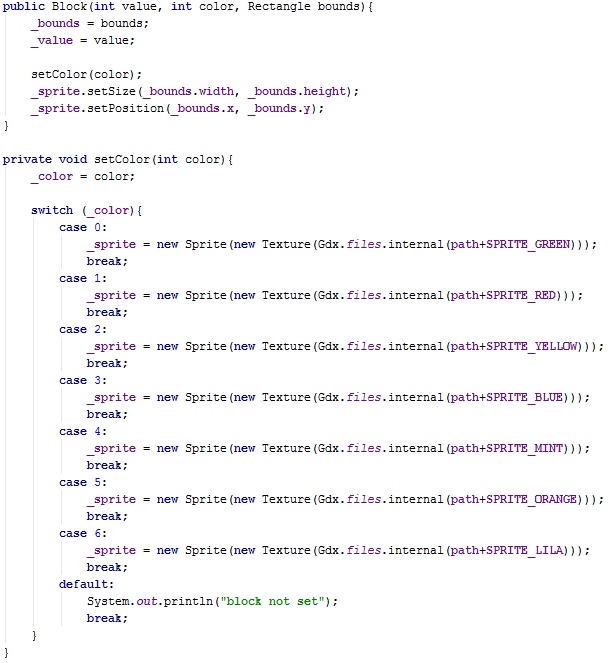 public Block(int value, int color, Rectangle bounds){
    _bounds = bounds;
    _value = value;

    setColor(color);
    _sprite.setSize(_bounds.width, _bounds.height);
    _sprite.setPosition(_bounds.x, _bounds.y);
}

private void setColor(int color){
    _color = color;

    switch (_color){
        case 0:
            _sprite = new Sprite(new Texture(Gdx.files.internal(path+SPRITE_GREEN)));
            break;
        case 1:
            _sprite = new Sprite(new Texture(Gdx.files.internal(path+SPRITE_RED)));
            break;
        case 2:
            _sprite = new Sprite(new Texture(Gdx.files.internal(path+SPRITE_YELLOW)));
            break;
        case 3:
            _sprite = new Sprite(new Texture(Gdx.files.internal(path+SPRITE_BLUE)));
            break;
        case 4:
            _sprite = new Sprite(new Texture(Gdx.files.internal(path+SPRITE_MINT)));
            break;
        case 5:
            _sprite = new Sprite(new Texture(Gdx.files.internal(path+SPRITE_ORANGE)));
            break;
        case 6:
            _sprite = new Sprite(new Texture(Gdx.files.internal(path+SPRITE_LILA)));
            break;
        default:
            System.out.println("block not set");
            break;
    }
}